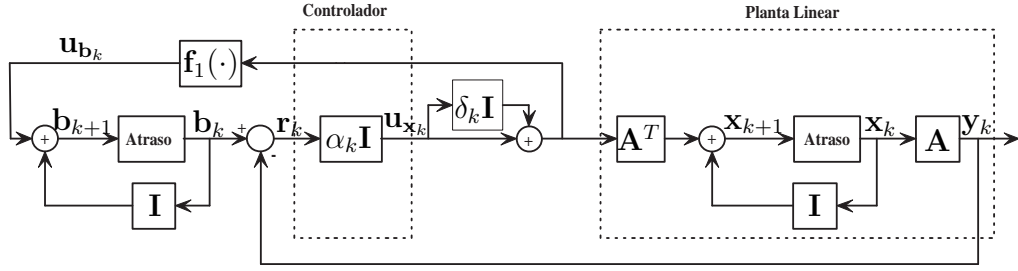 Controlador
Planta Linear
u_{b_k}
f_1(·)
b_{k+1}
Atraso
b_k
+
r_k
α_k I
u_{x_k}
δ_k I
A^T
x_{k+1}
Atraso
x_k
A
y_k
+
-
+
+
I
I